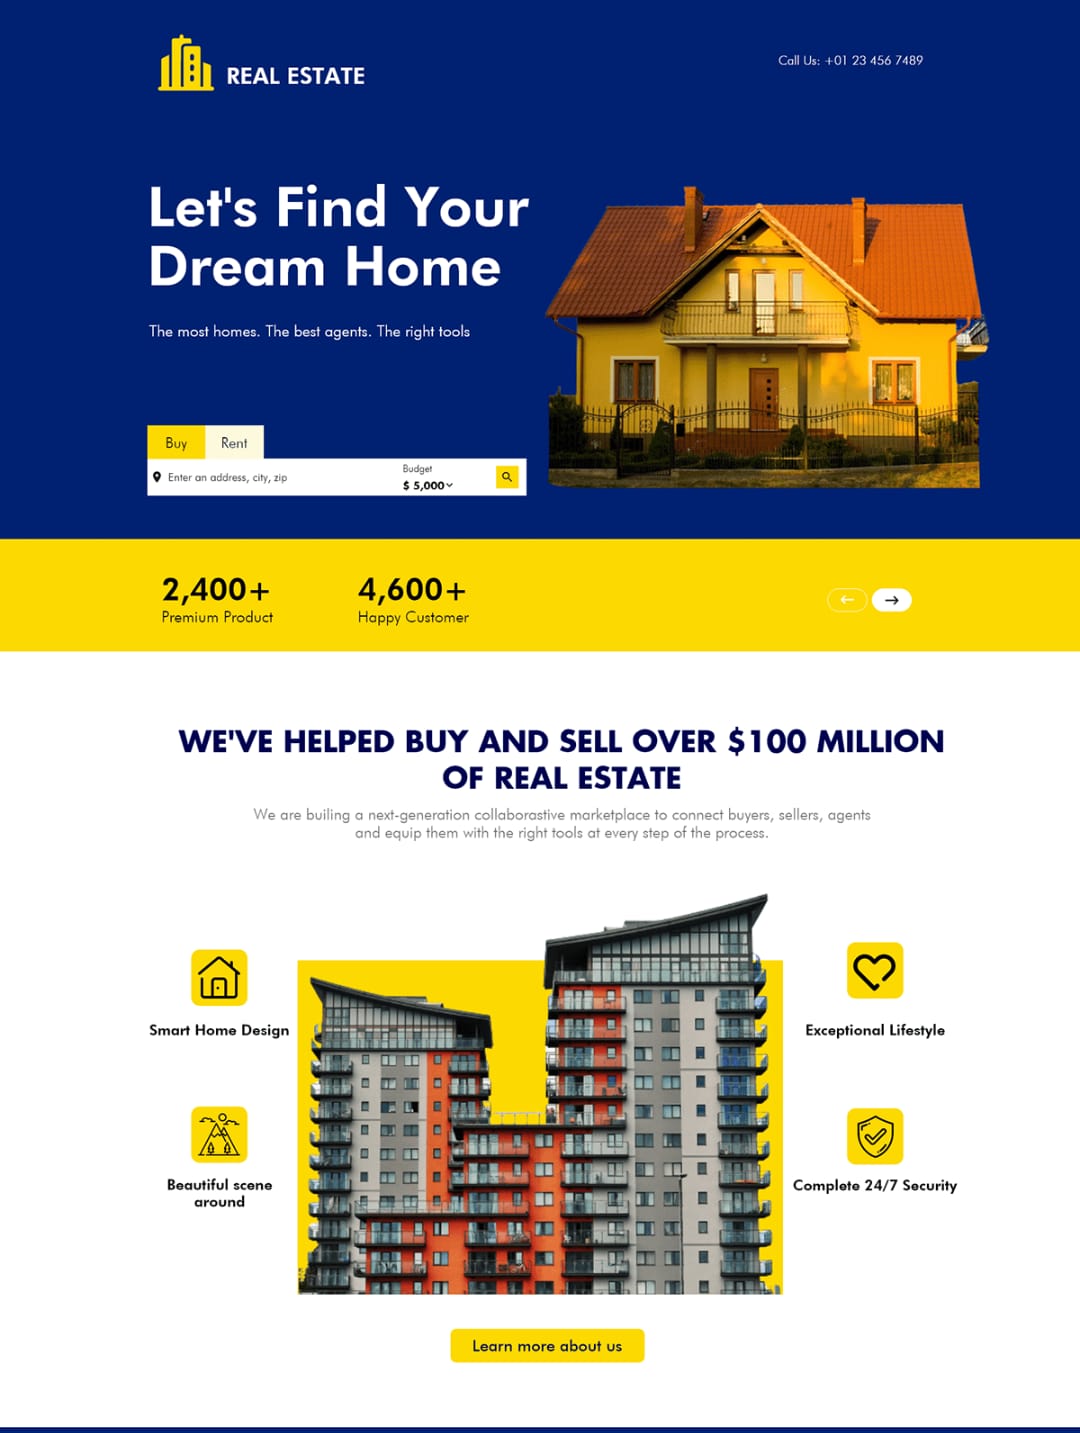 REAL ESTATE
Call Us: +01 23 456 7489
Let's Find Your
Dream Home
The most homes. The best agents. The right tools
Buy
Rent
Enter an address, city, zip
Budget
$ 5,000
2,400+
Premium Product
4,600+
Happy Customer
WE'VE HELPED BUY AND SELL OVER $100 MILLION
OF REAL ESTATE
We are builing a next-generation collaborastive marketplace to connect buyers, sellers, agents
and equip them with the right tools at every step of the process.
Smart Home Design
Exceptional Lifestyle
Beautiful scene
around
Complete 24/7 Security
Learn more about us